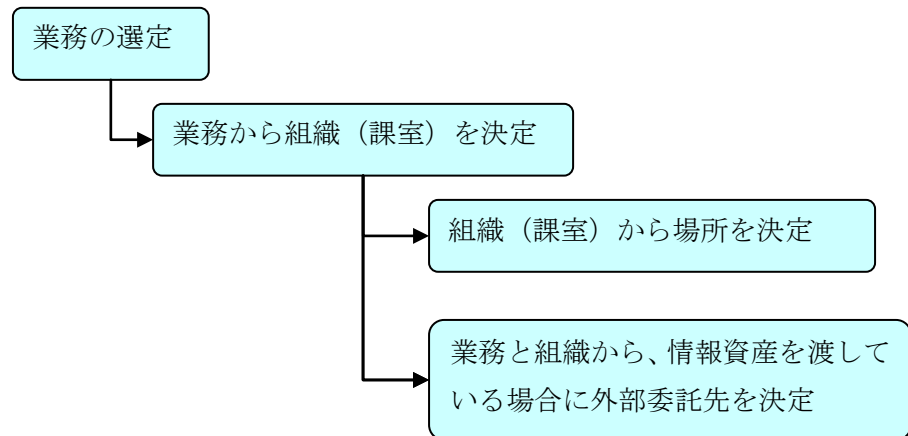 業務の選定
業務から組織（課室）を決定
組織（課室）から場所を決定
業務と組織から、情報資産を渡して
いる場合に外部委託先を決定